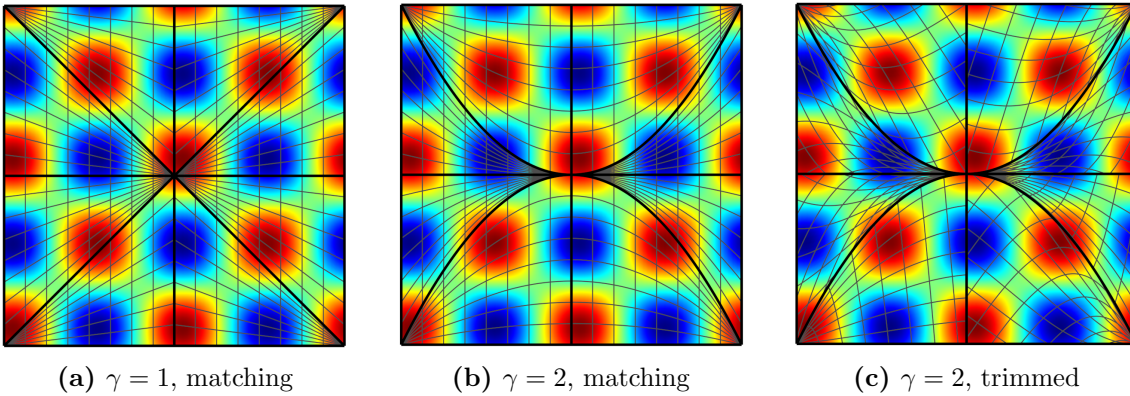 (a) γ = 1, matching
(b) γ = 2, matching
(c) γ = 2, trimmed